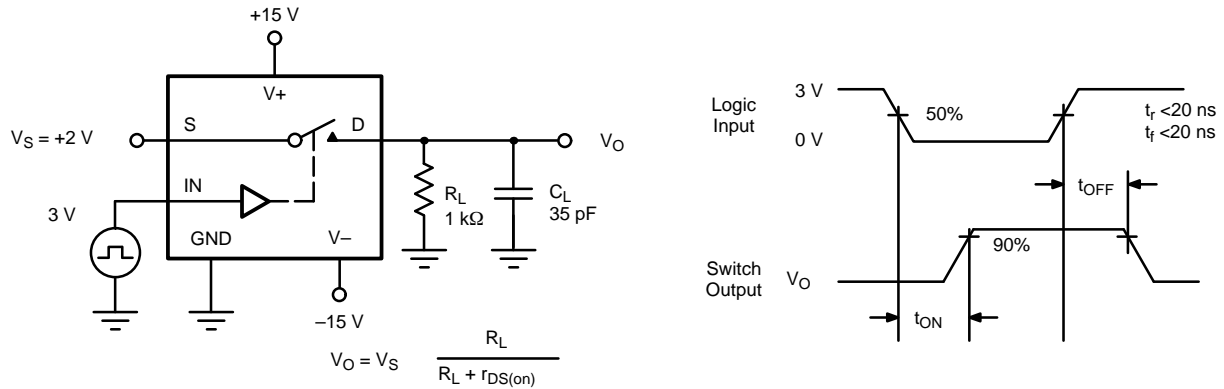 +15 V
V+
S
D
VS = +2 V
VO
IN
RL
1 kΩ
CL
35 pF
3 V
GND
V–
–15 V
VO = VS RL / RL + rDS(on)
Logic
Input
3 V
0 V
50%
tr <20 ns
tf <20 ns
tOFF
90%
Switch
Output
VO
tON